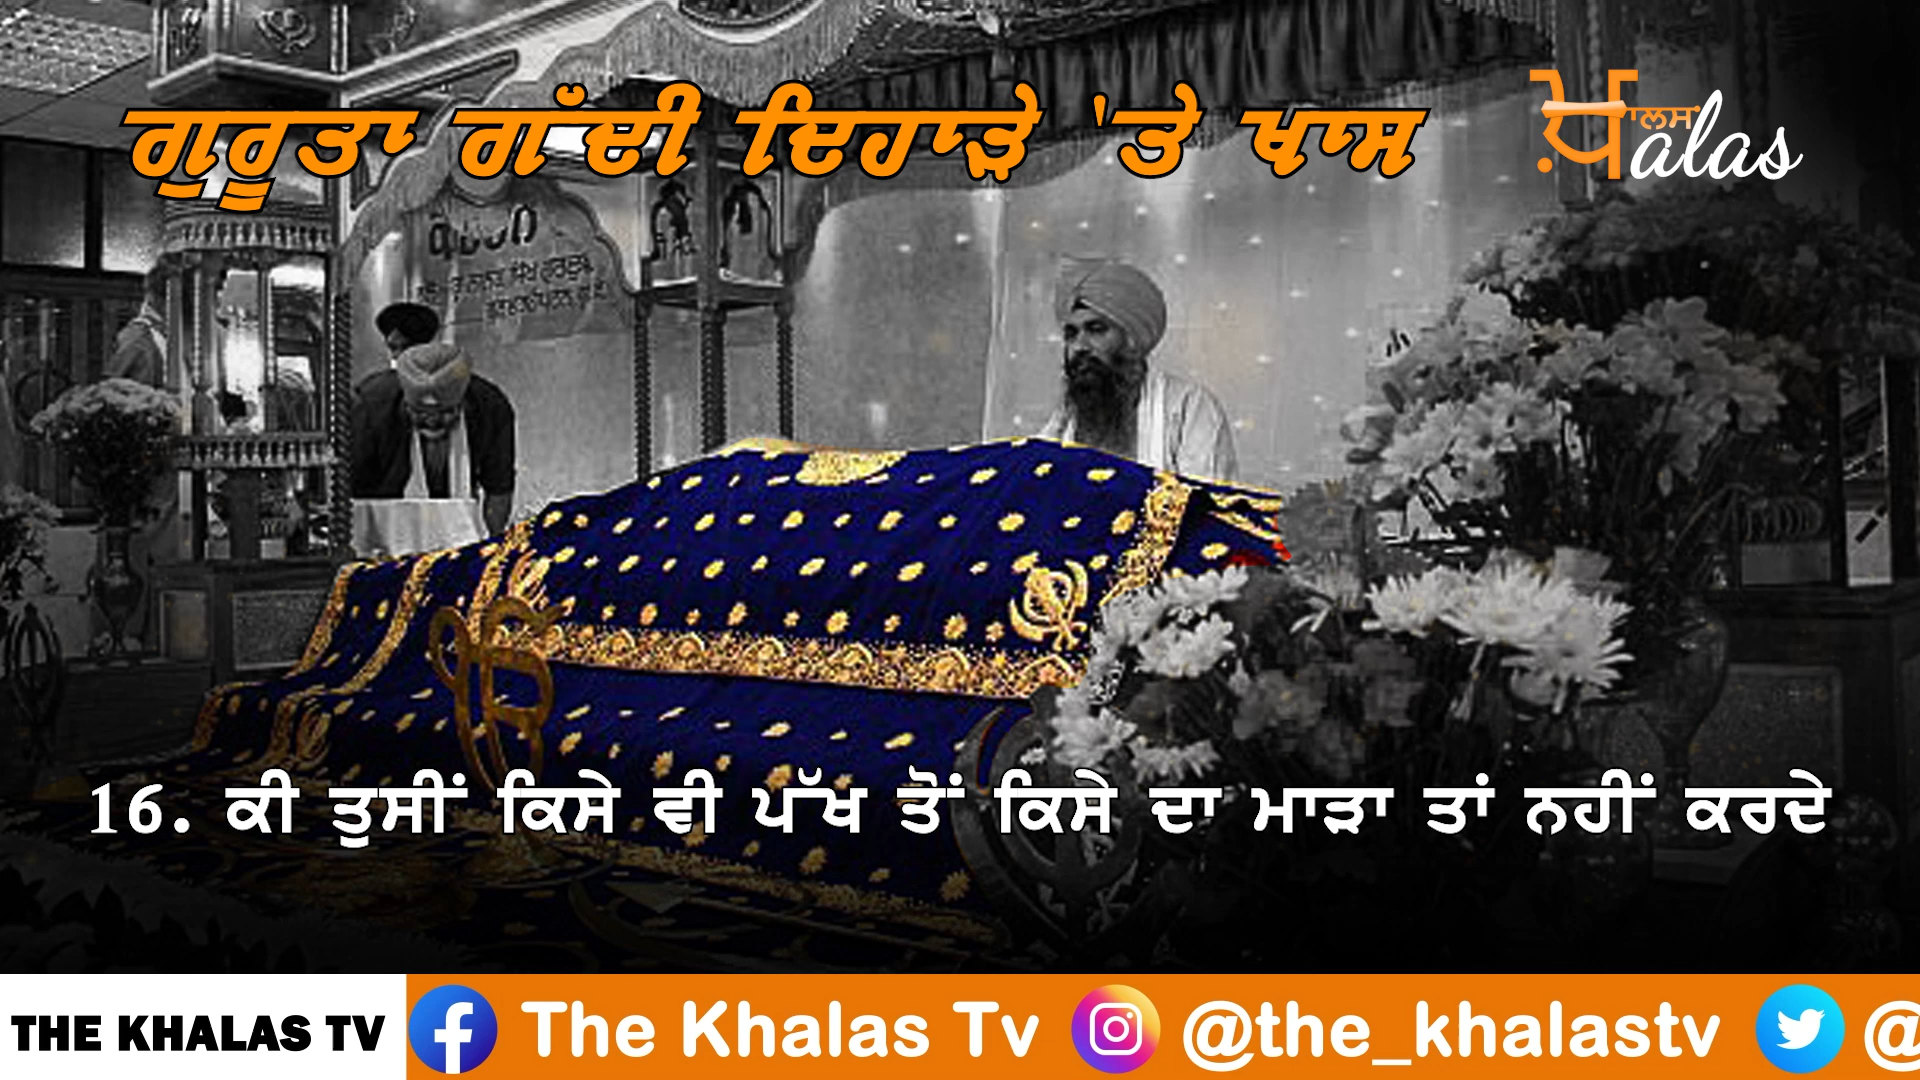 ਗੁਰੂਤਾ ਗੱਦੀ ਦਿਹਾੜੇ 'ਤੇ ਖਾਸ
ਖ਼ਾਲਸ alas
16. ਕੀ ਤੁਸੀਂ ਕਿਸੇ ਵੀ ਪੱਖ ਤੋਂ ਕਿਸੇ ਦਾ ਮਾੜਾ ਤਾਂ ਨਹੀਂ ਕਰਦੇ
THE KHALAS TV The Khalas Tv @the_khalastv @